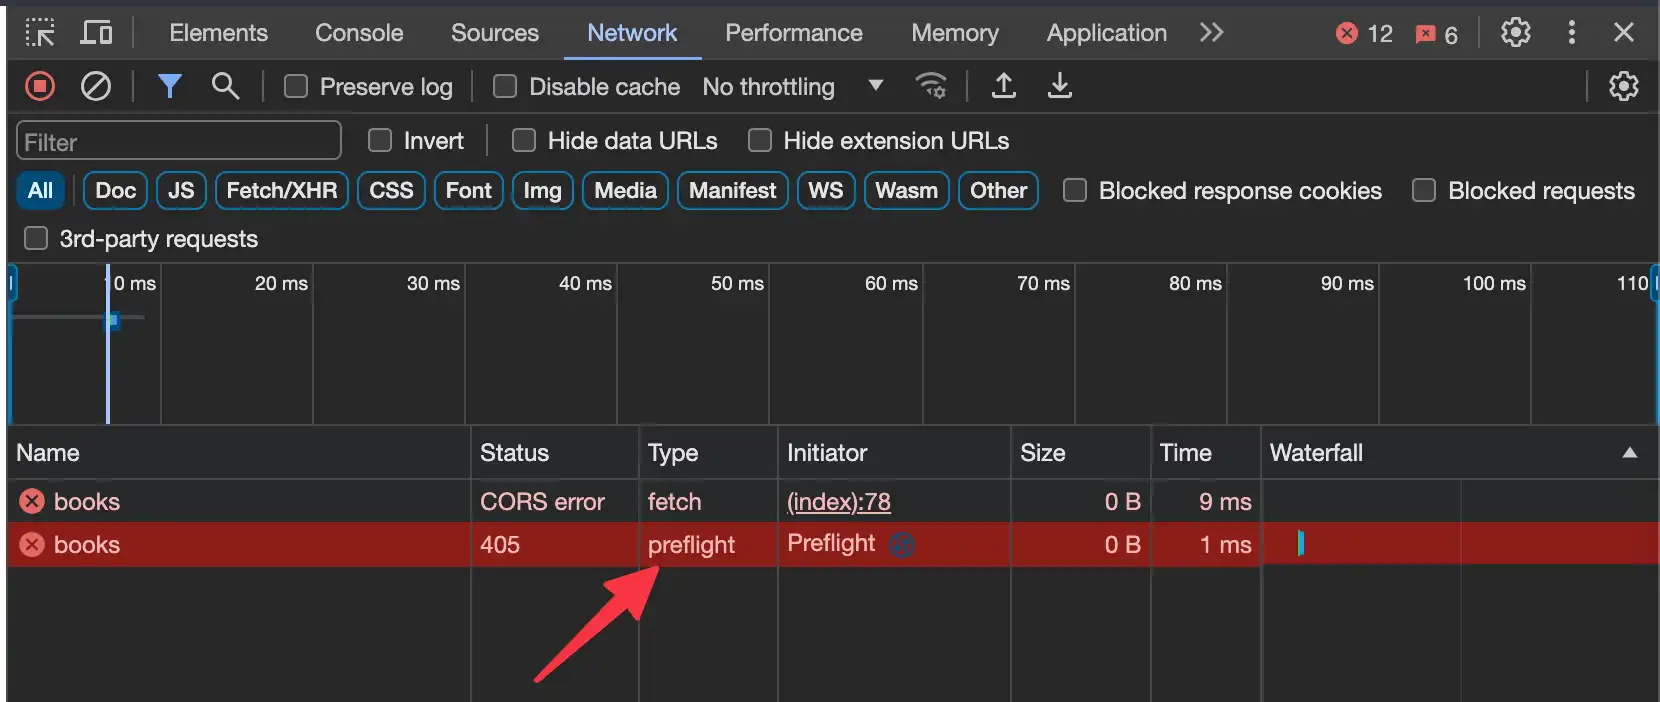 Elements Console Sources Network Performance Memory Application 12 6
Preserve log Disable cache No throttling
Filter Invert Hide data URLs Hide extension URLs
All Doc JS Fetch/XHR CSS Font Img Media Manifest WS Wasm Other Blocked response cookies Blocked requests
3rd-party requests
10 ms 20 ms 30 ms 40 ms 50 ms 60 ms 70 ms 80 ms 90 ms 100 ms 110
Name Status Type Initiator Size Time Waterfall
books CORS error fetch (index):78 0 B 9 ms
books 405 preflight Preflight 0 B 1 ms